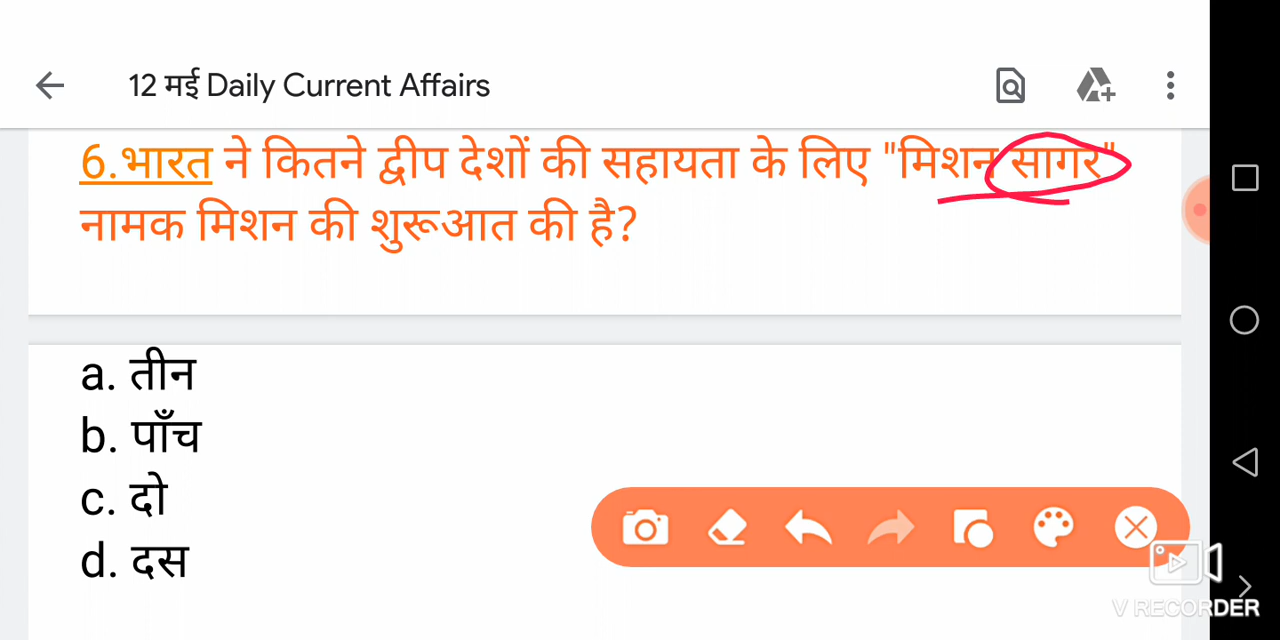 12 मई Daily Current Affairs
6.भारत ने कितने द्वीप देशों की सहायता के लिए "मिशन सागर"
नामक मिशन की शुरूआत की है?
a. तीन
b. पाँच
c. दो
d. दस
V RECORDER